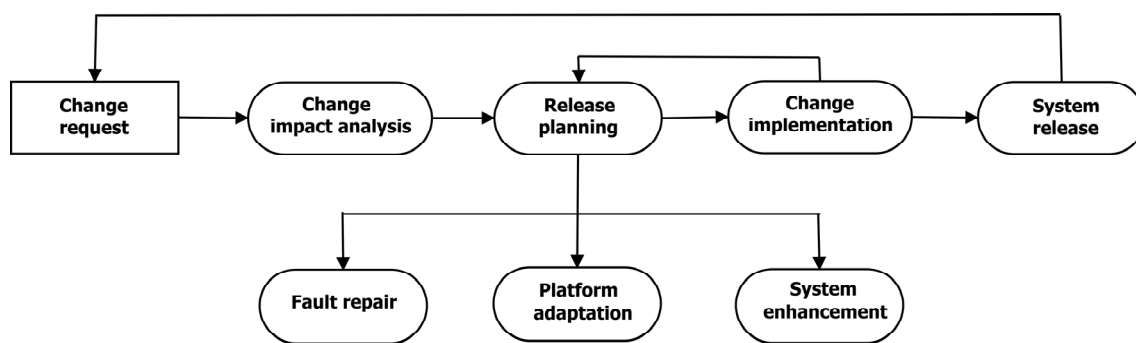 Change
request
Change
impact analysis
Release
planning
Change
implementation
System
release
Fault repair
Platform
adaptation
System
enhancement